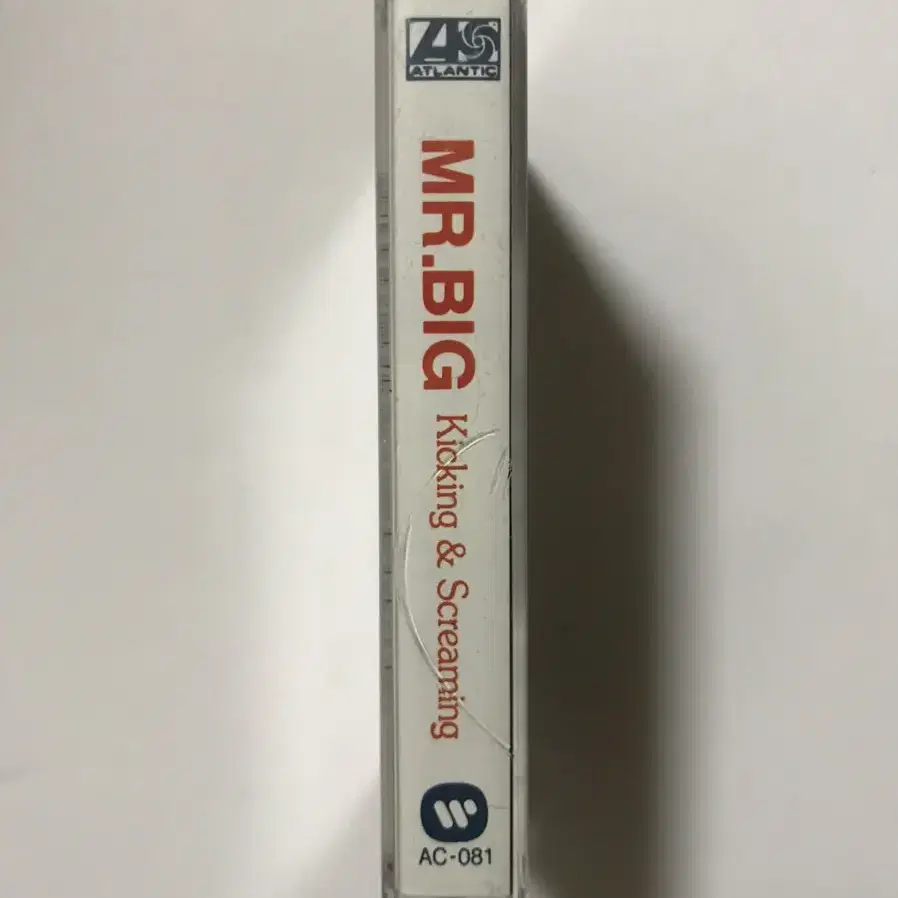 ATLANTIC
MR.BIG Kicking & Screaming
AC-081